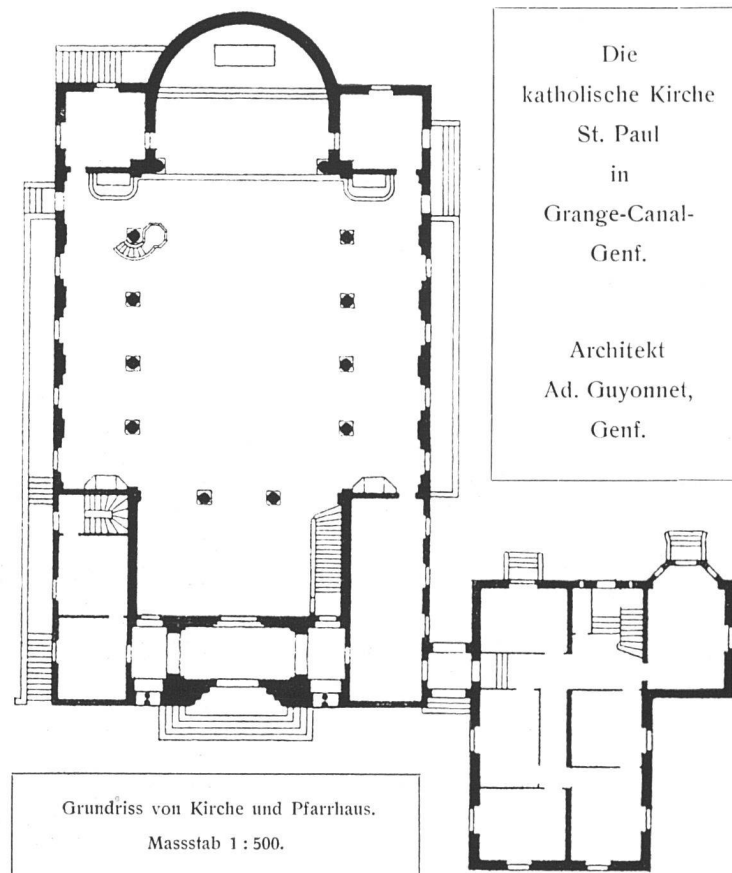 Die
katholische Kirche
St. Paul
in
Grange-Canal-
Genf.
Architekt
Ad. Guyonnet,
Genf.
Grundriss von Kirche und Pfarrhaus.
Massstab 1 : 500.